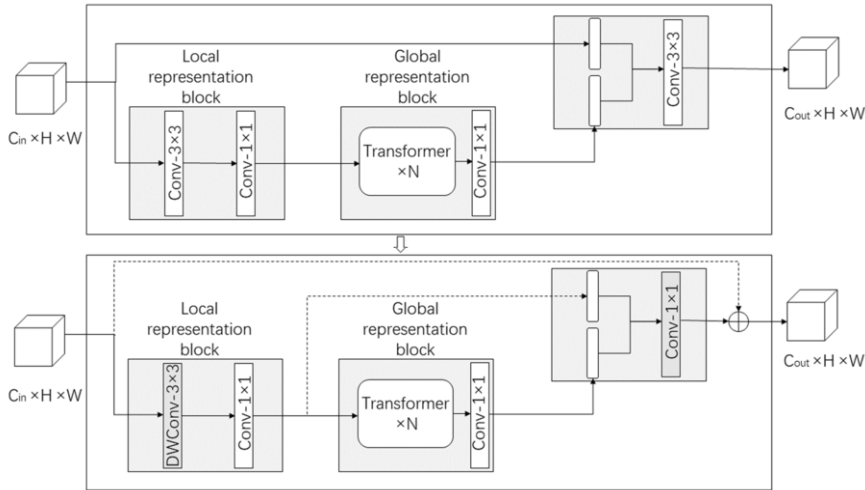 Local
representation
block
Global
representation
block
Conv-3×3
Cin ×H ×W
Cout ×H ×W
Conv-3×3
Conv-1×1
Transformer
×N
Conv-1×1
Local
representation
block
Global
representation
block
Conv-1×1
Cin ×H ×W
Cout ×H ×W
DWConv-3×3
Conv-1×1
Transformer
×N
Conv-1×1